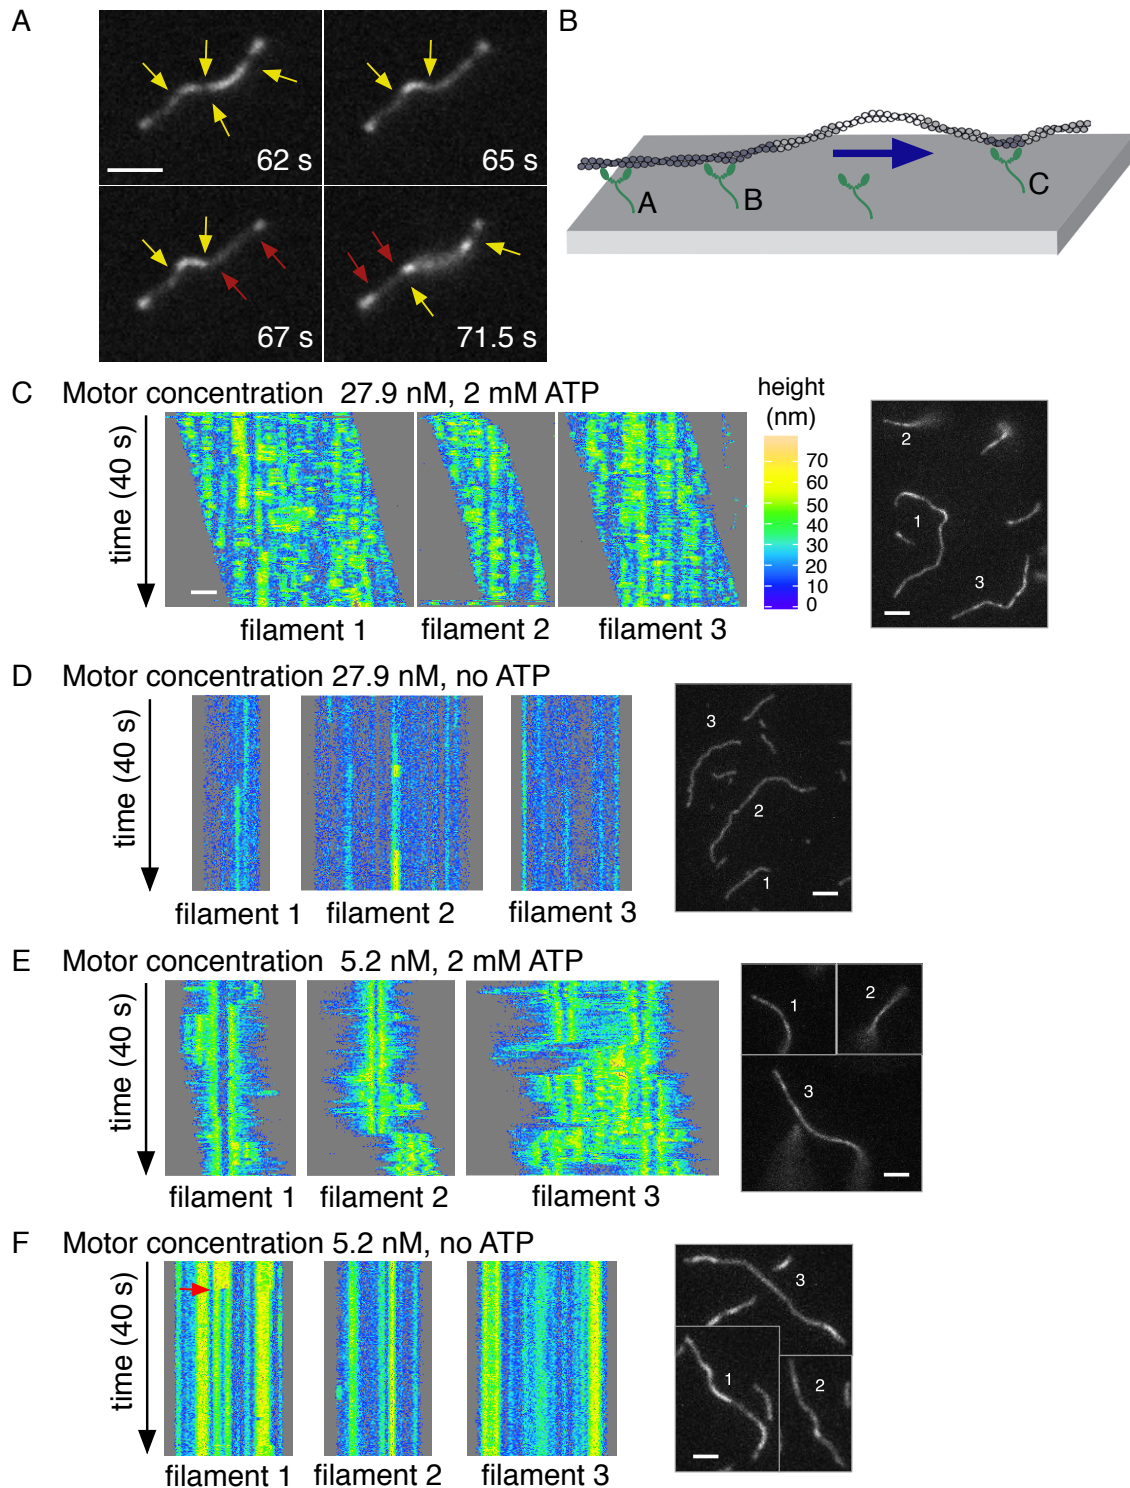 A
62 s
65 s
67 s
71.5 s
B
A
B
C
C Motor concentration 27.9 nM, 2 mM ATP
time (40 s)
filament 1
filament 2
filament 3
height
(nm)
70
60
50
40
30
20
10
0
2
1
3
D Motor concentration 27.9 nM, no ATP
time (40 s)
filament 1
filament 2
filament 3
3
2
1
E Motor concentration 5.2 nM, 2 mM ATP
time (40 s)
filament 1
filament 2
filament 3
1
2
3
F Motor concentration 5.2 nM, no ATP
time (40 s)
filament 1
filament 2
filament 3
3
1
2